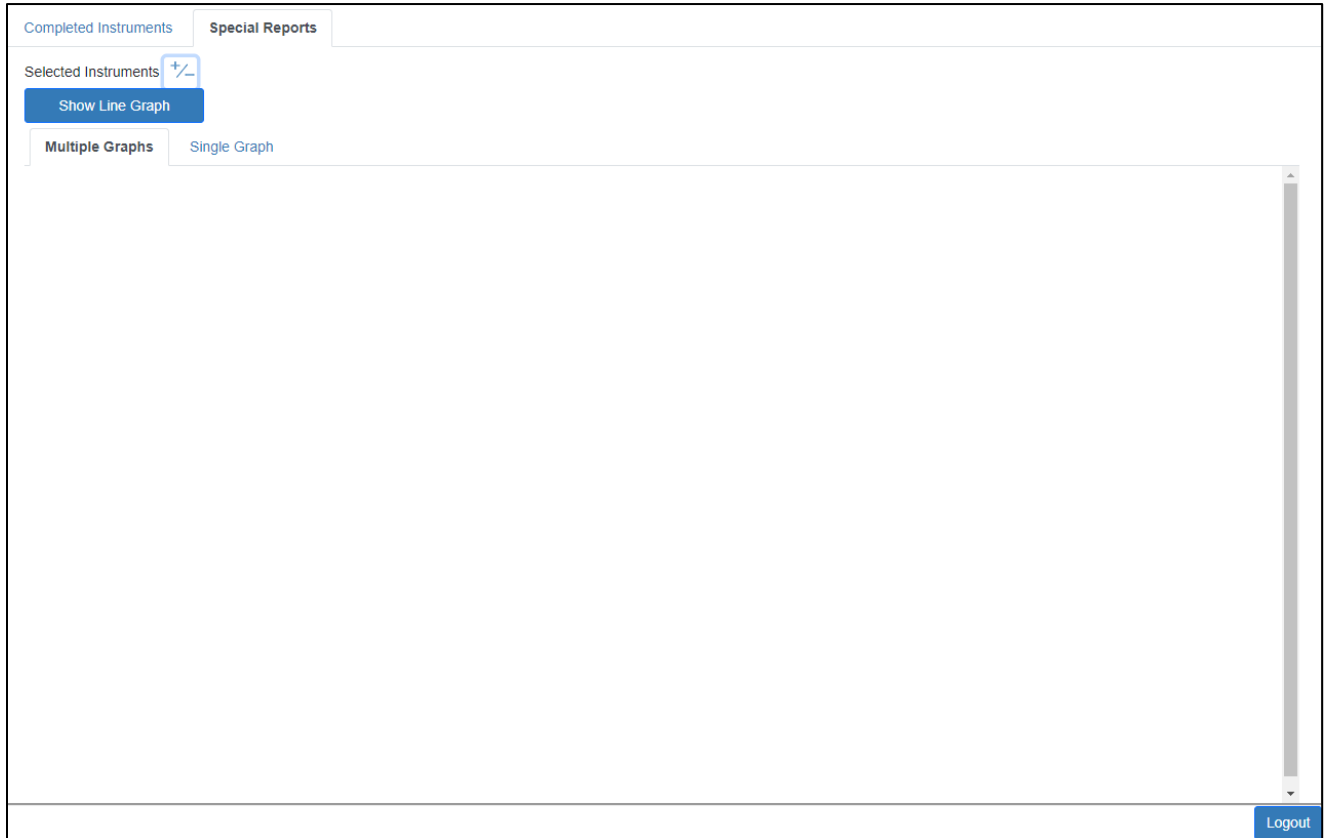 Completed Instruments Special Reports
Selected Instruments +/−
Show Line Graph
Multiple Graphs Single Graph
Logout